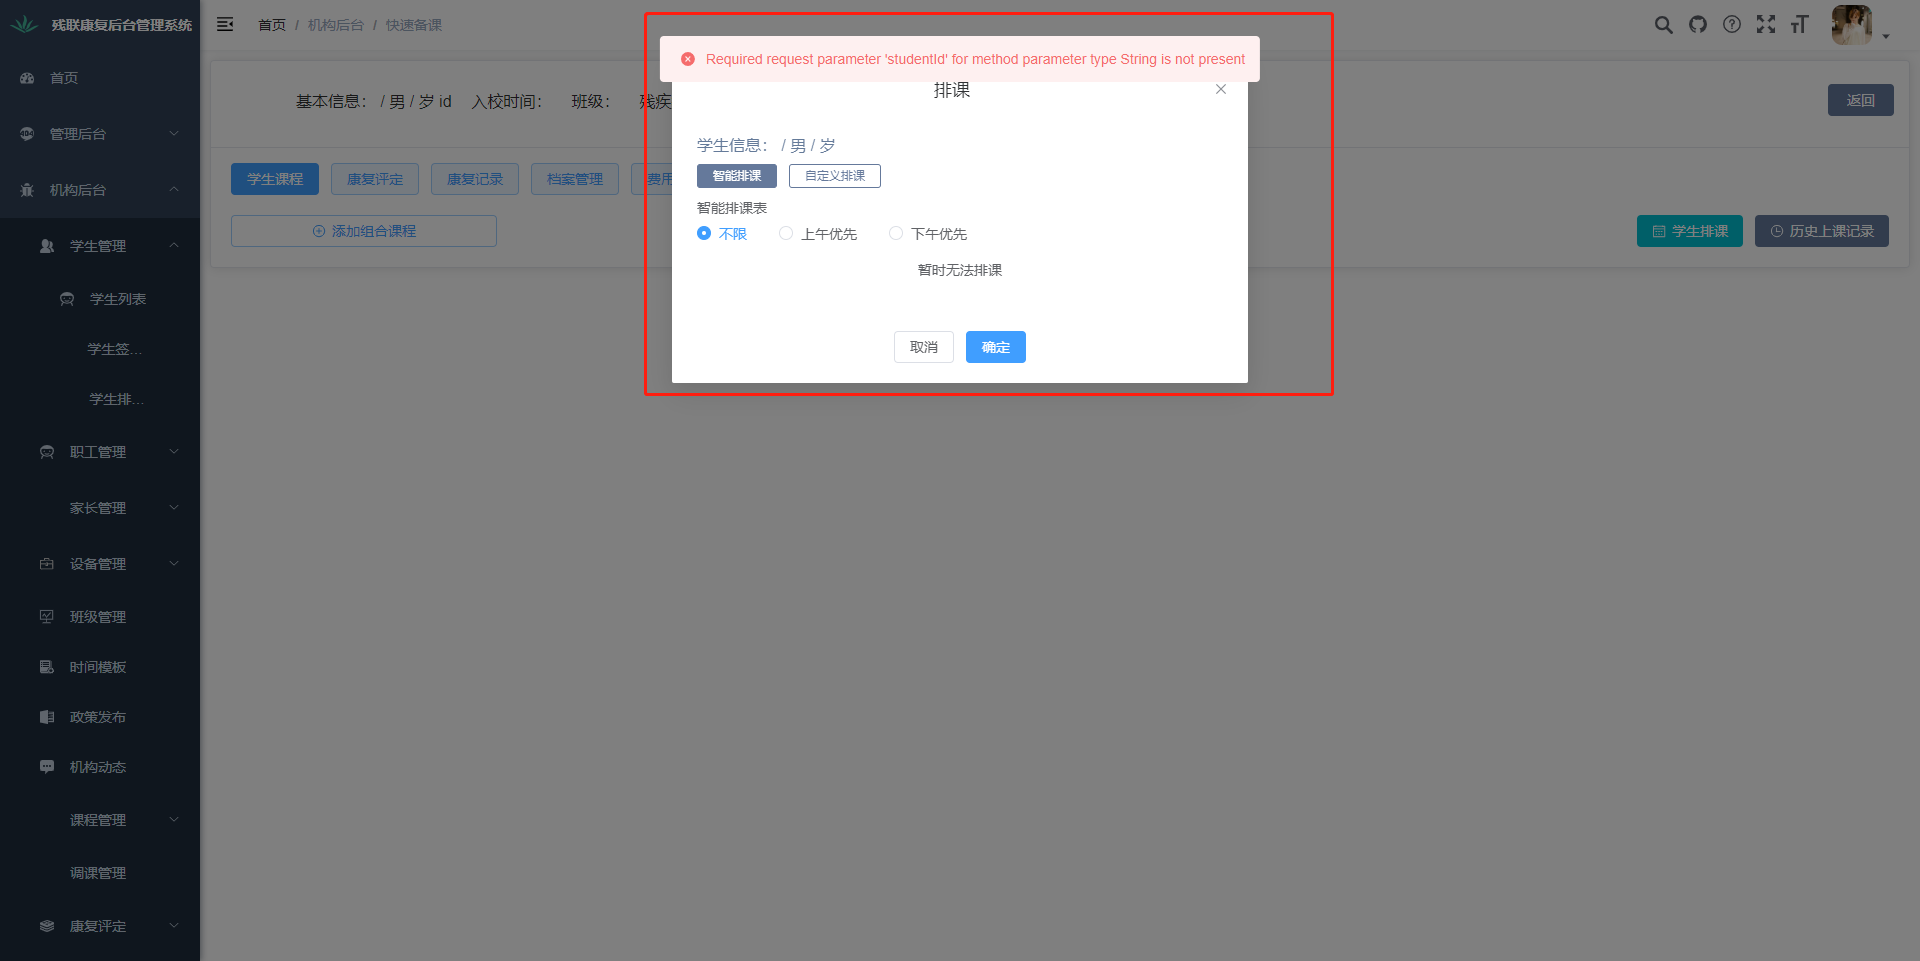 残联康复后台管理系统
首页 / 机构后台 / 快速备课
首页
管理后台
机构后台
学生管理
学生列表
学生签...
学生排...
职工管理
家长管理
设备管理
班级管理
时间模板
政策发布
机构动态
课程管理
调课管理
康复评定
基本信息： / 男 / 岁 id 入校时间： 班级： 残疾
返回
学生课程 康复评定 康复记录 档案管理 费用
添加组合课程
学生排课 历史上课记录
Required request parameter 'studentId' for method parameter type String is not present
排课
学生信息： / 男 / 岁
智能排课 自定义排课
智能排课表
不限 上午优先 下午优先
暂时无法排课
取消 确定